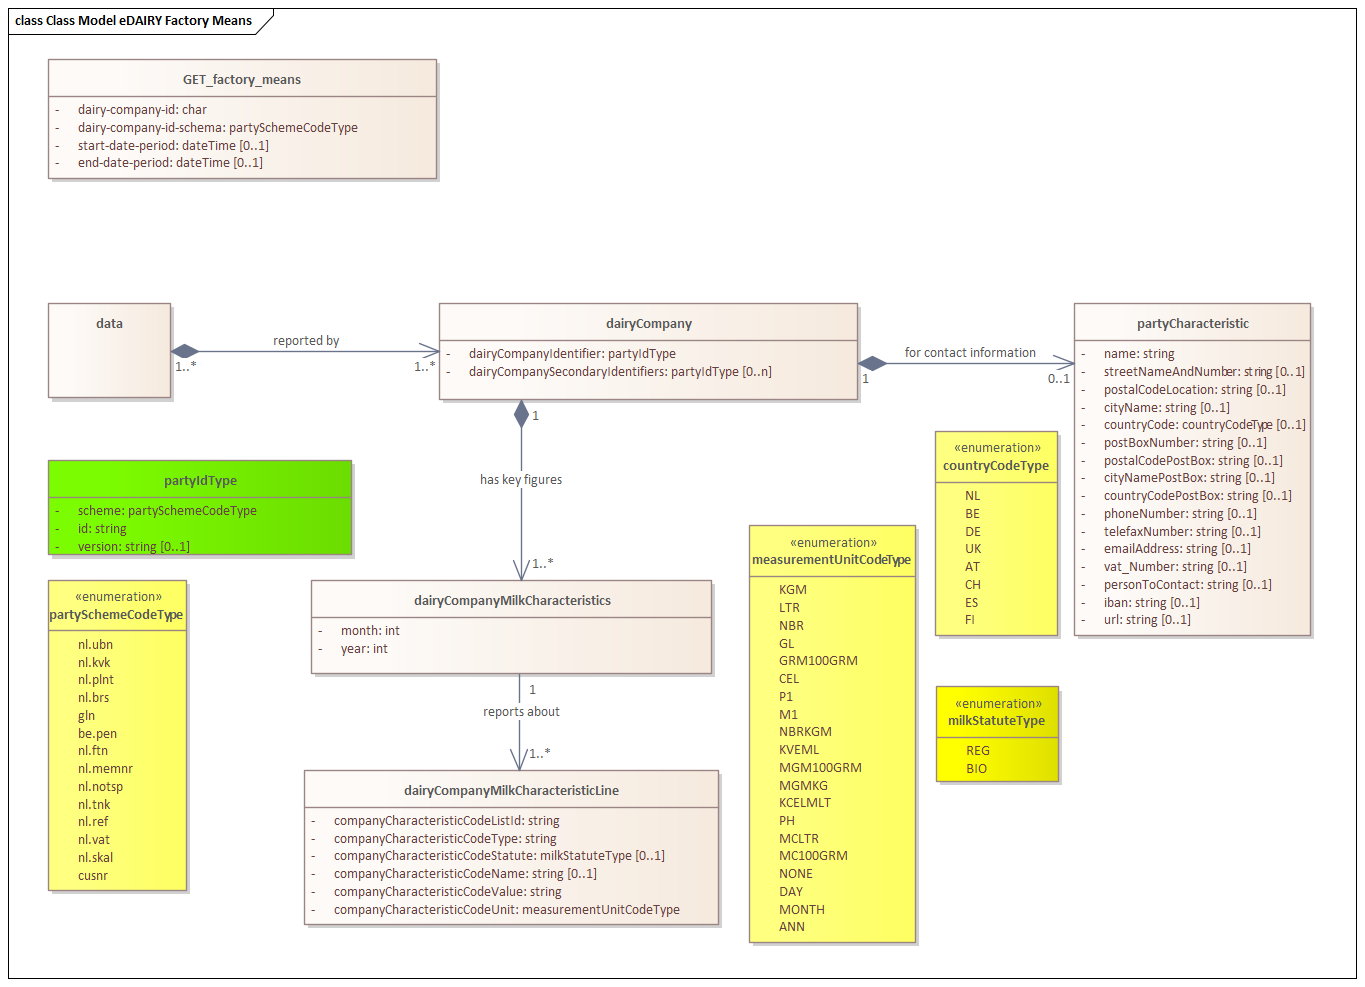 class Class Model eDAIRY Factory Means
GET_factory_means
- dairy-company-id: char
- dairy-company-id-schema: partySchemeCodeType
- start-date-period: dateTime [0..1]
- end-date-period: dateTime [0..1]
data
1..*
reported by
1..*
dairyCompany
- dairyCompanyIdentifier: partyIdType
- dairyCompanySecondaryIdentifiers: partyIdType [0..n]
1
for contact information
0..1
partyCharacteristic
- name: string
- streetNameAndNumber: string [0..1]
- postalCodeLocation: string [0..1]
- cityName: string [0..1]
- countryCode: countryCodeType [0..1]
- postBoxNumber: string [0..1]
- postalCodePostBox: string [0..1]
- cityNamePostBox: string [0..1]
- countryCodePostBox: string [0..1]
- phoneNumber: string [0..1]
- telefaxNumber: string [0..1]
- emailAddress: string [0..1]
- vat_Number: string [0..1]
- personToContact: string [0..1]
- iban: string [0..1]
- url: string [0..1]
1
has key figures
1..*
partyIdType
- scheme: partySchemeCodeType
- id: string
- version: string [0..1]
«enumeration»
partySchemeCodeType
nl.ubn
nl.kvk
nl.plnt
nl.brs
gln
be.pen
nl.ftn
nl.memnr
nl.notsp
nl.tnk
nl.ref
nl.vat
nl.skal
cusnr
dairyCompanyMilkCharacteristics
- month: int
- year: int
1
reports about
1..*
dairyCompanyMilkCharacteristicLine
- companyCharacteristicCodeListId: string
- companyCharacteristicCodeType: string
- companyCharacteristicCodeStatute: milkStatuteType [0..1]
- companyCharacteristicCodeName: string [0..1]
- companyCharacteristicCodeValue: string
- companyCharacteristicCodeUnit: measurementUnitCodeType
«enumeration»
measurementUnitCodeType
KGM
LTR
NBR
GL
GRM100GRM
CEL
P1
M1
NBRKGM
KVEML
MGM100GRM
MGMKG
KCELMLT
PH
MCLTR
MC100GRM
NONE
DAY
MONTH
ANN
«enumeration»
countryCodeType
NL
BE
DE
UK
AT
CH
ES
FI
«enumeration»
milkStatuteType
REG
BIO